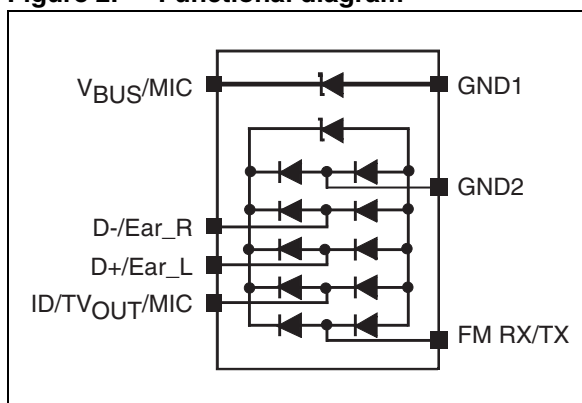 Figure 2. Functional diagram
VBUS/MIC
GND1
GND2
D-/Ear_R
D+/Ear_L
ID/TVOUT/MIC
FM RX/TX